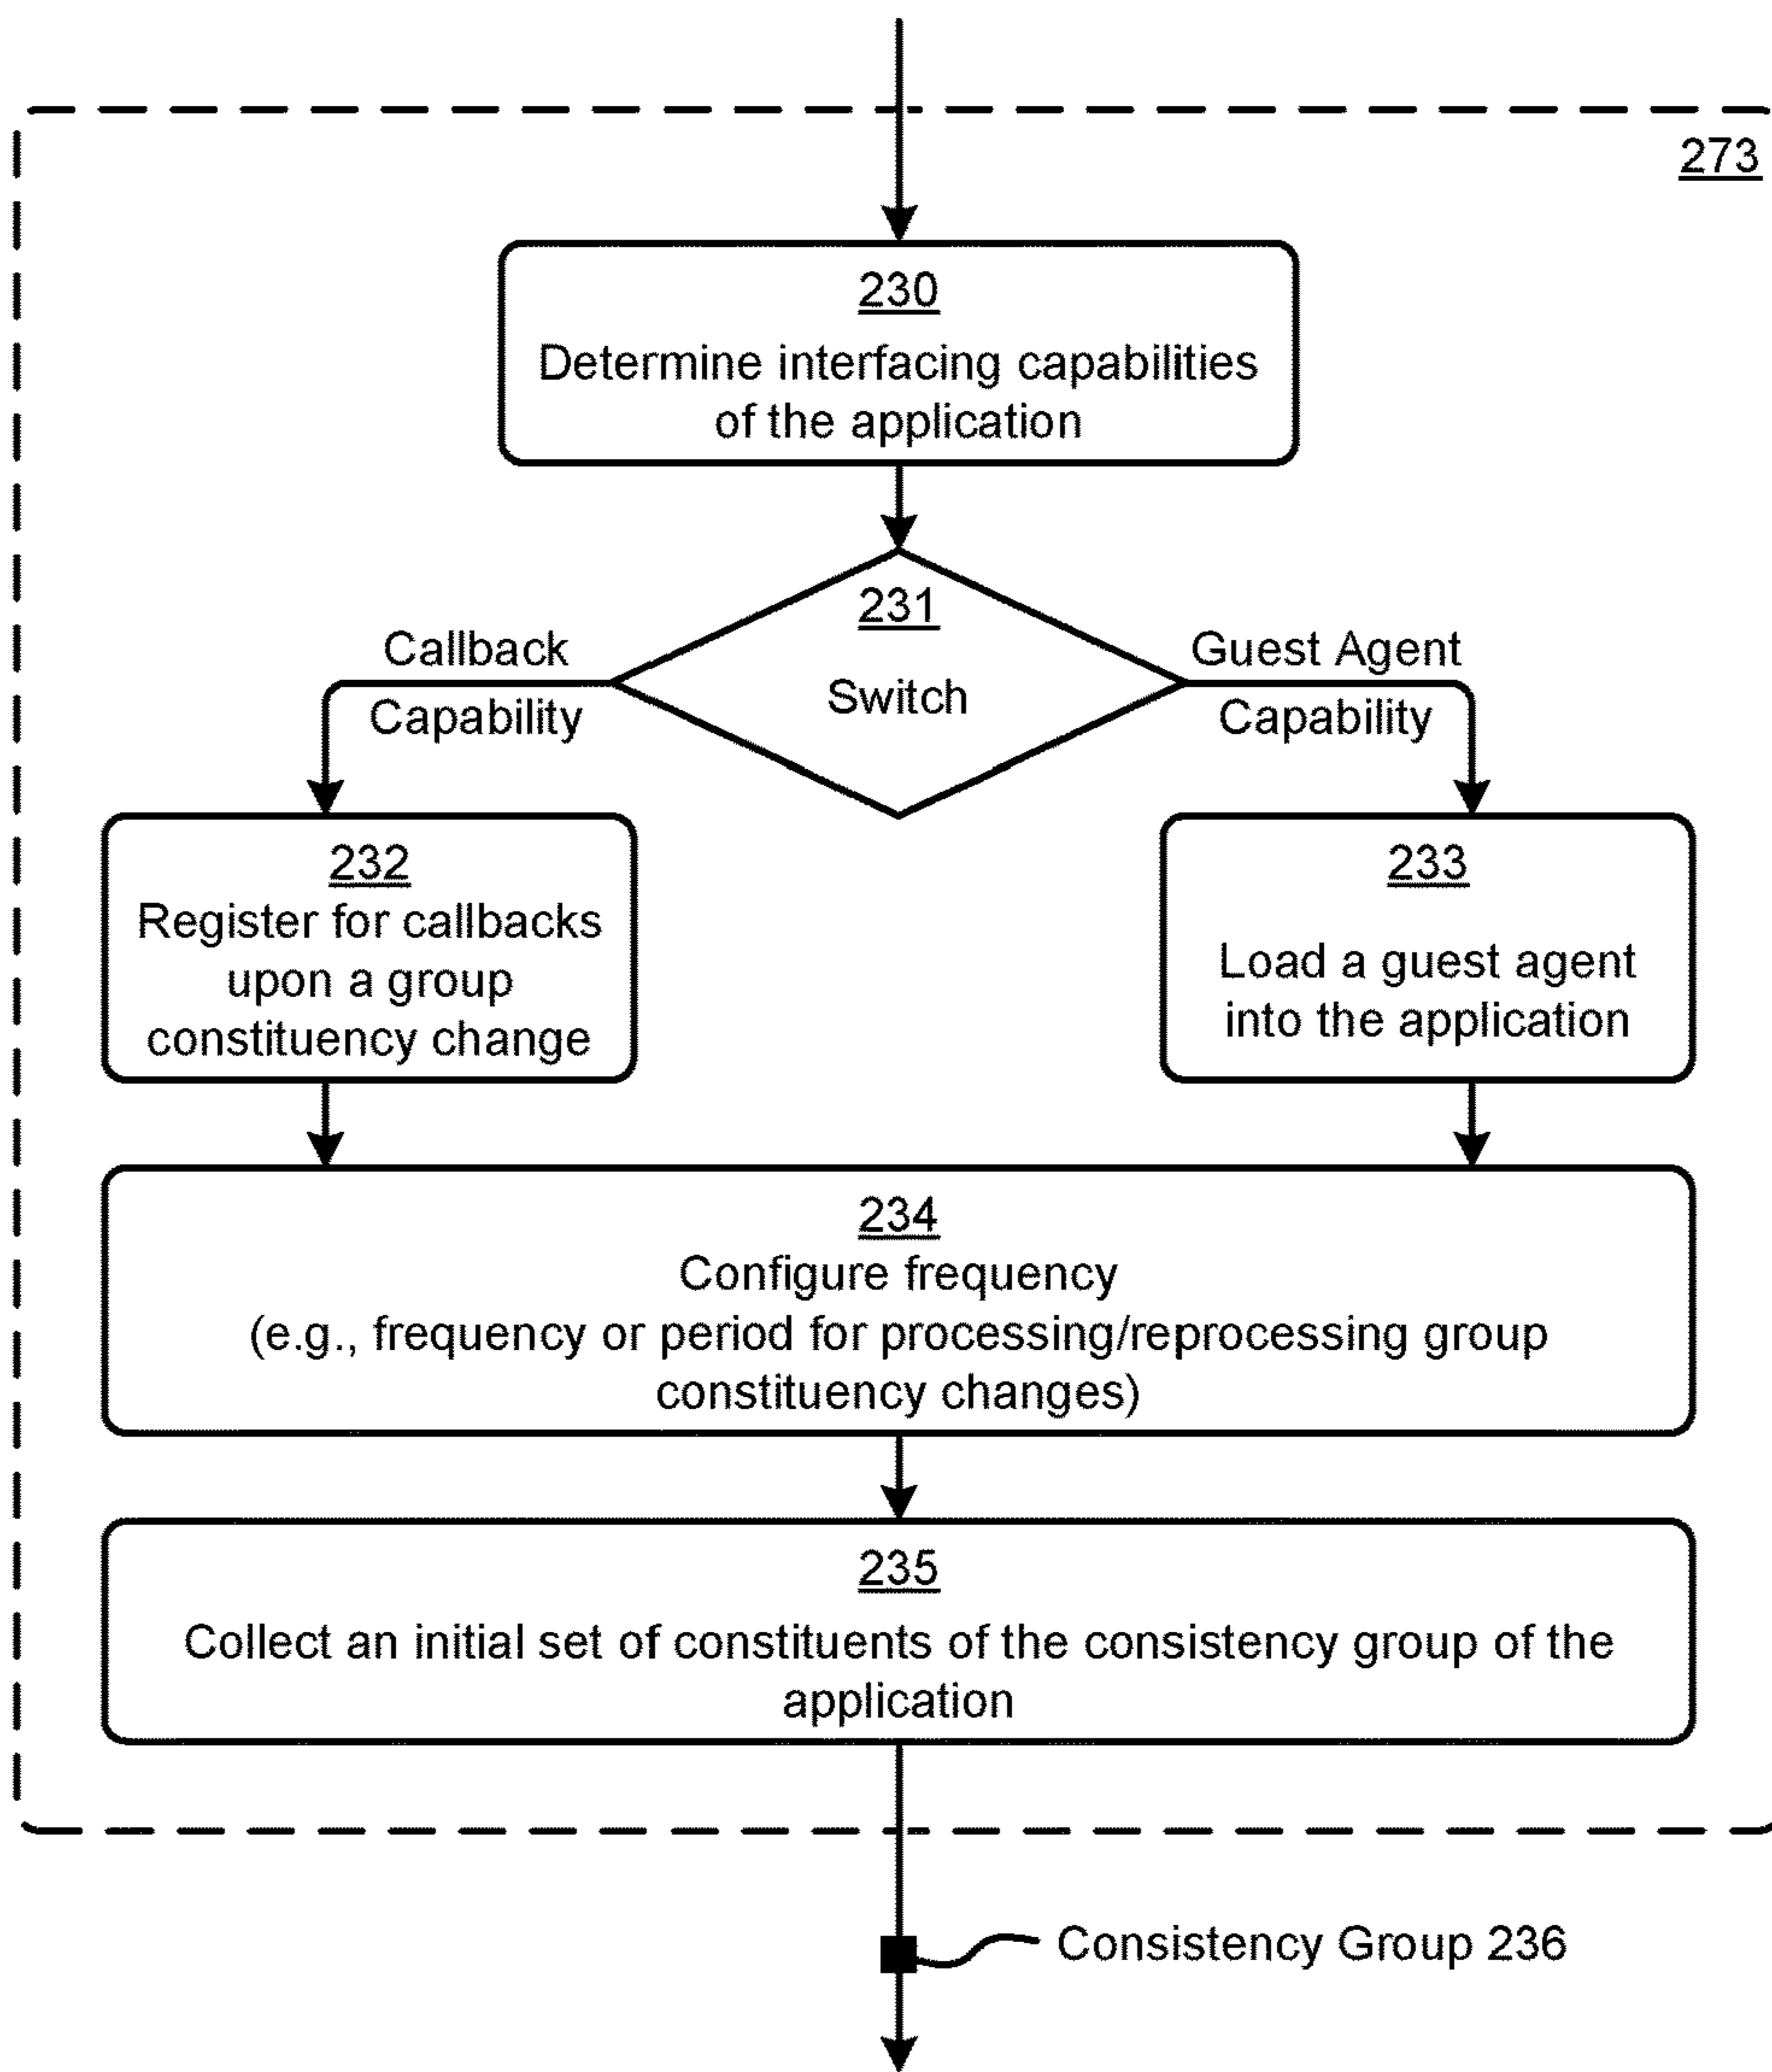 273
230
Determine interfacing capabilities
of the application
231
Switch
Callback
Capability
Guest Agent
Capability
232
Register for callbacks
upon a group
constituency change
233
Load a guest agent
into the application
234
Configure frequency
(e.g., frequency or period for processing/reprocessing group
constituency changes)
235
Collect an initial set of constituents of the consistency group of the
application
Consistency Group 236